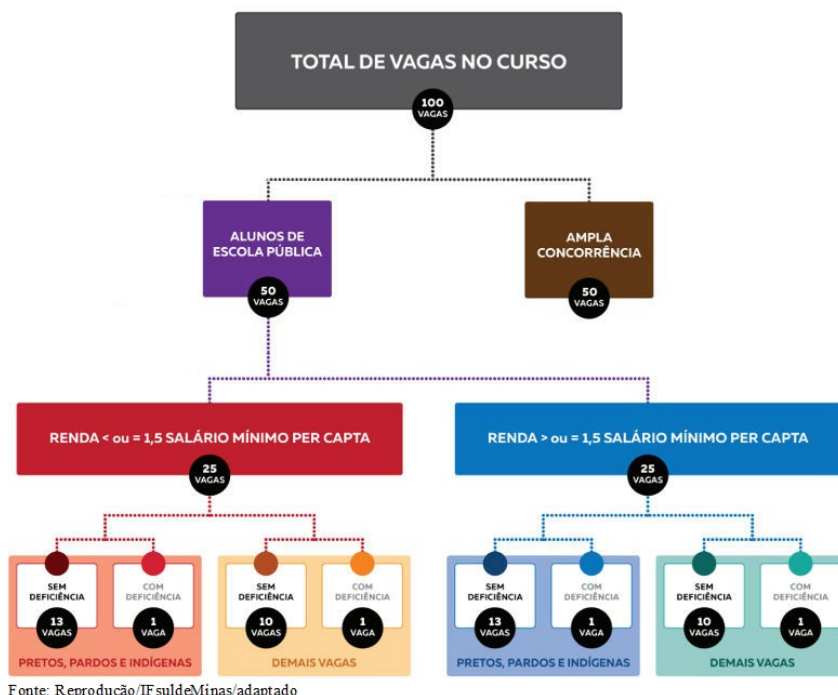 TOTAL DE VAGAS NO CURSO
100
VAGAS
ALUNOS DE
ESCOLA PÚBLICA
50
VAGAS
AMPLA
CONCORRÊNCIA
50
VAGAS
RENDA < ou = 1,5 SALÁRIO MÍNIMO PER CAPTA
25
VAGAS
RENDA > ou = 1,5 SALÁRIO MÍNIMO PER CAPTA
25
VAGAS
SEM
DEFICIÊNCIA
13
VAGAS
COM
DEFICIÊNCIA
1
VAGA
PRETOS, PARDOS E INDÍGENAS
SEM
DEFICIÊNCIA
10
VAGAS
COM
DEFICIÊNCIA
1
VAGA
DEMAIS VAGAS
SEM
DEFICIÊNCIA
13
VAGAS
COM
DEFICIÊNCIA
1
VAGA
PRETOS, PARDOS E INDÍGENAS
SEM
DEFICIÊNCIA
10
VAGAS
COM
DEFICIÊNCIA
1
VAGA
DEMAIS VAGAS
Fonte: Reprodução/IFsuldeMinas/adaptado